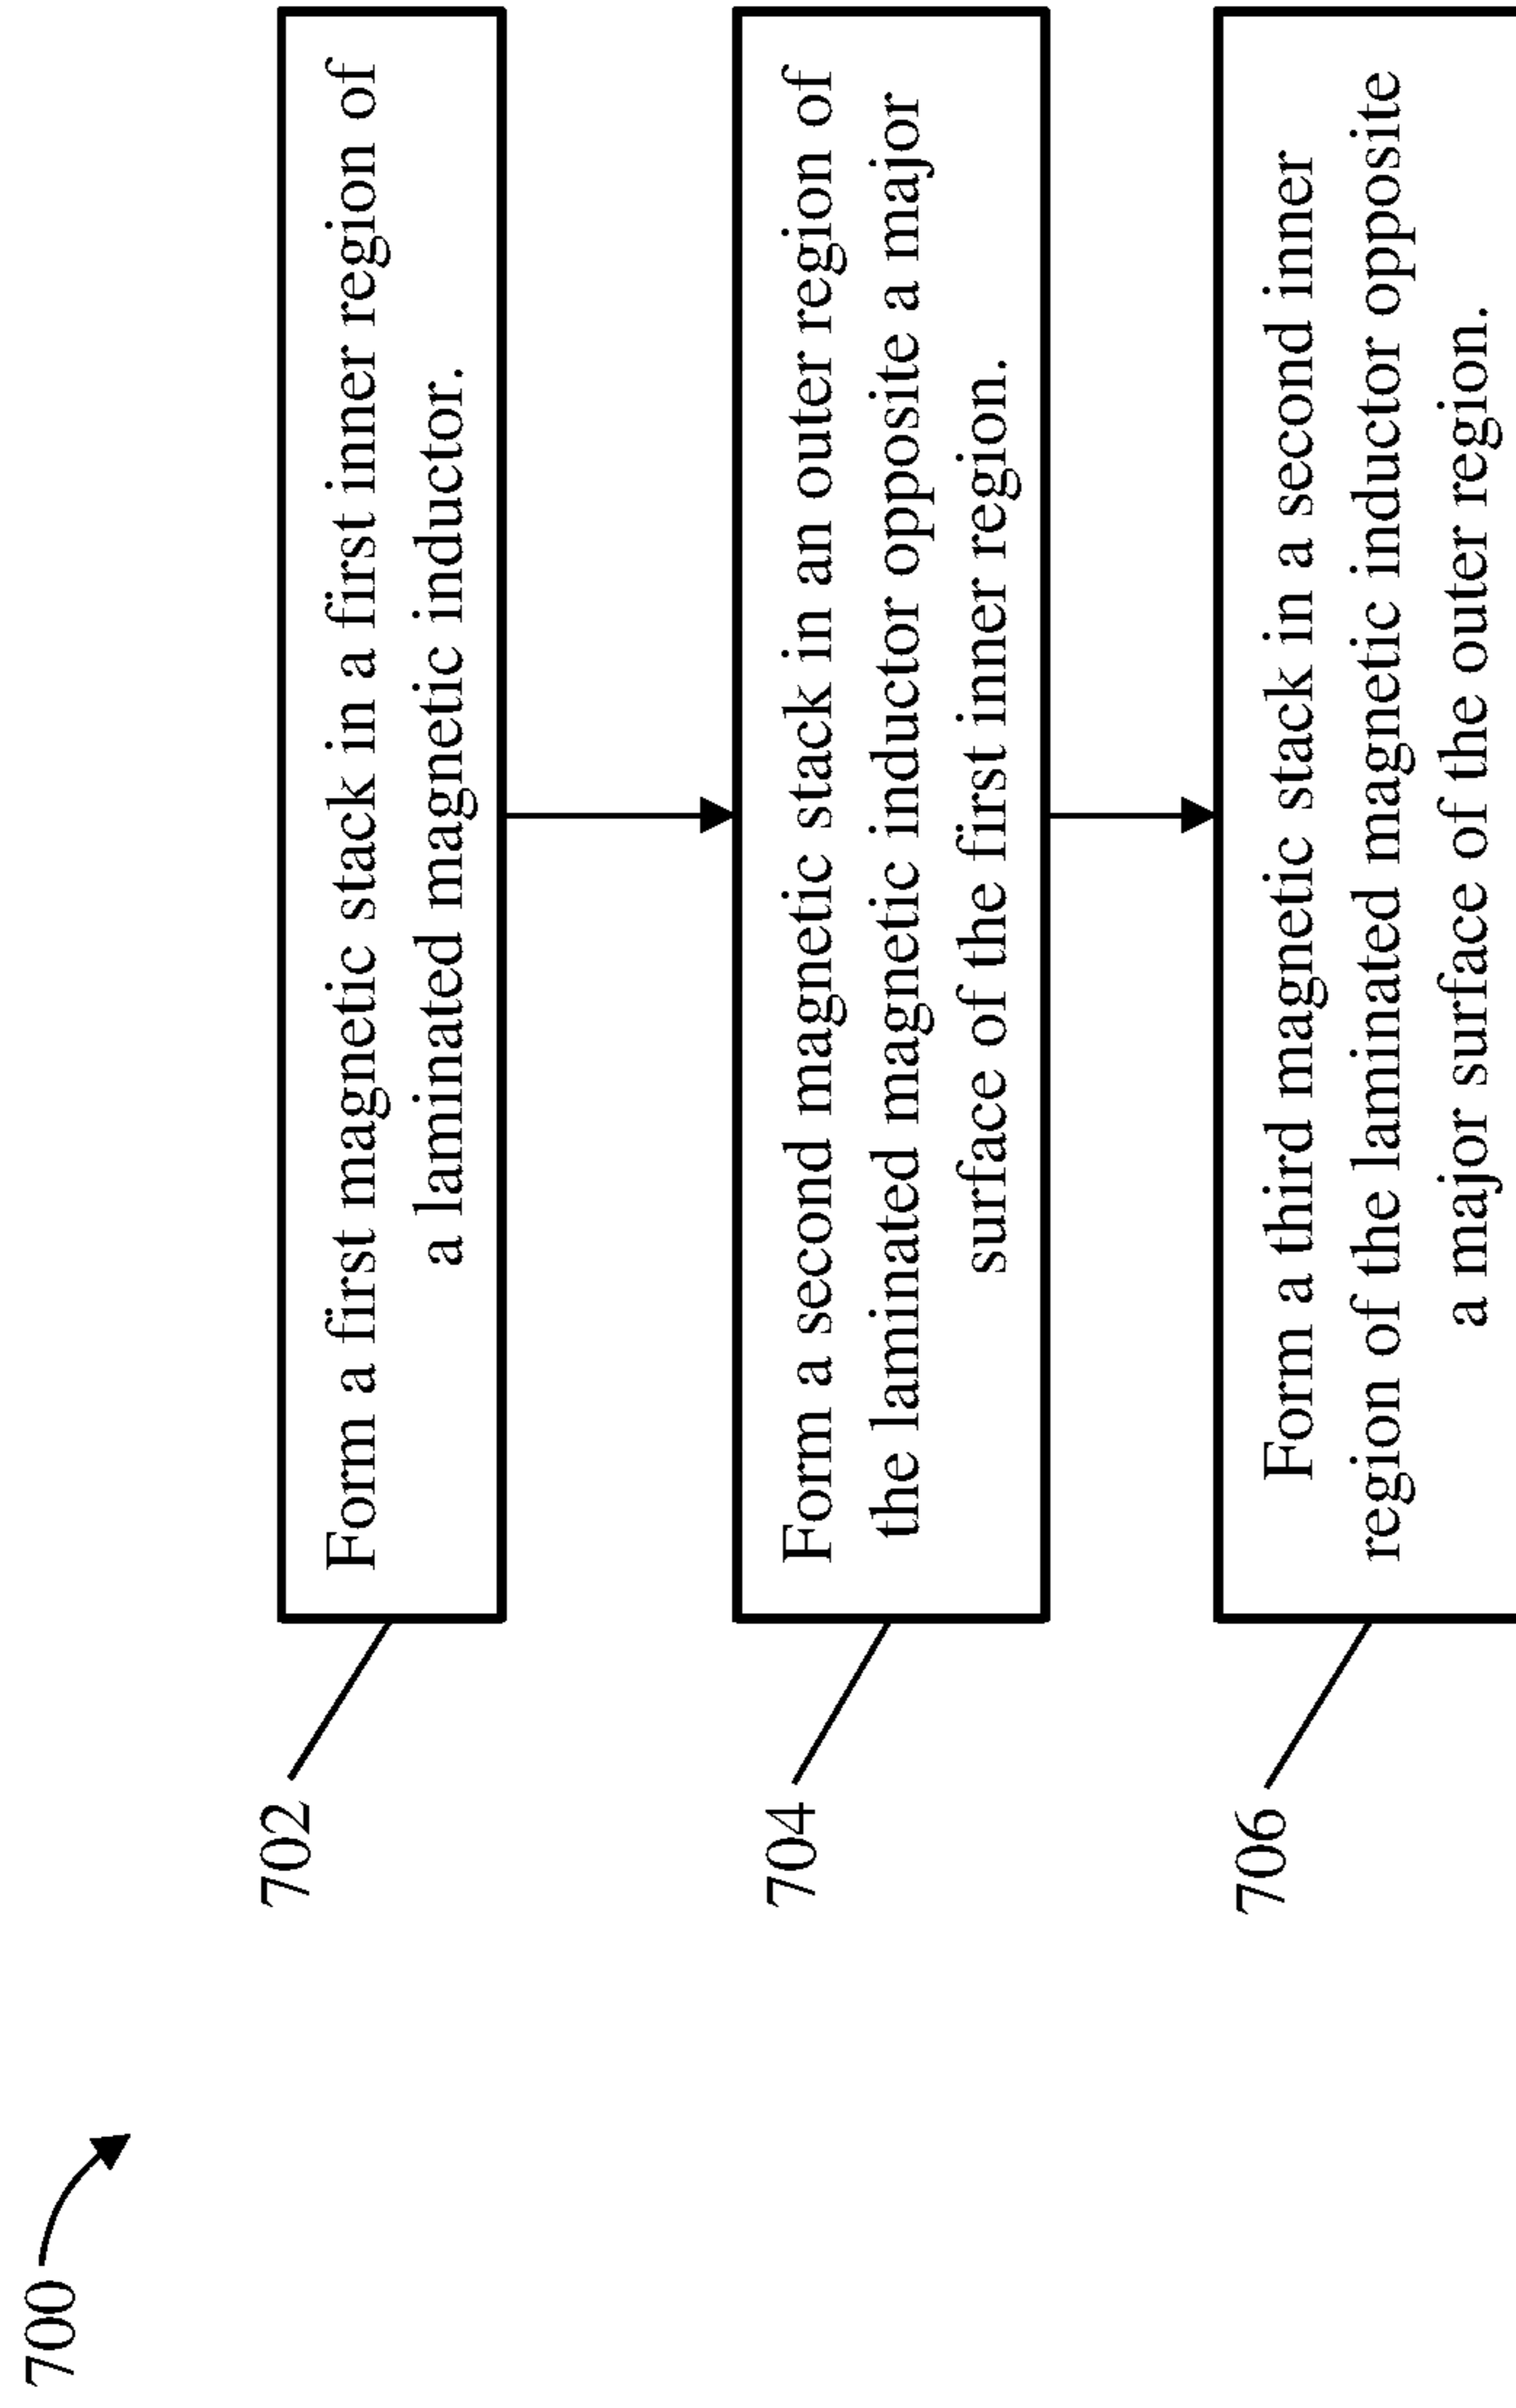 700
702
Form a first magnetic stack in a first inner region of
a laminated magnetic inductor.
704
Form a second magnetic stack in an outer region of
the laminated magnetic inductor opposite a major
surface of the first inner region.
706
Form a third magnetic stack in a second inner
region of the laminated magnetic inductor opposite
a major surface of the outer region.